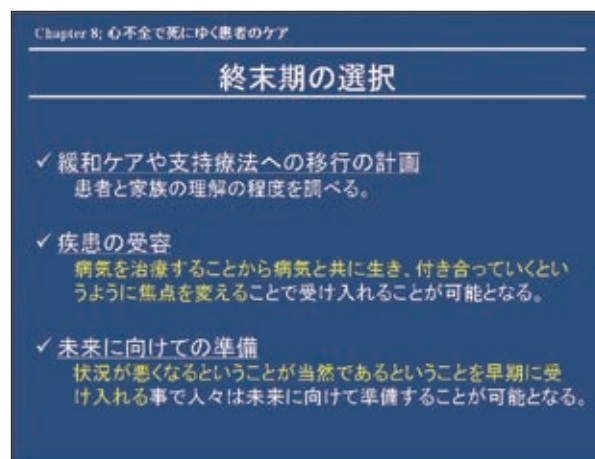 Chapter 8; 心不全で死にゆく患者のケア
終末期の選択
✓ 緩和ケアや支持療法への移行の計画
患者と家族の理解の程度を調べる。
✓ 疾患の受容
病気を治療することから病気と共に生き、付き合っていくとい
うように焦点を変えることで受け入れることが可能となる。
✓ 未来に向けての準備
状況が悪くなるということが当然であるということを早期に受
け入れる事で人々は未来に向けて準備することが可能となる。